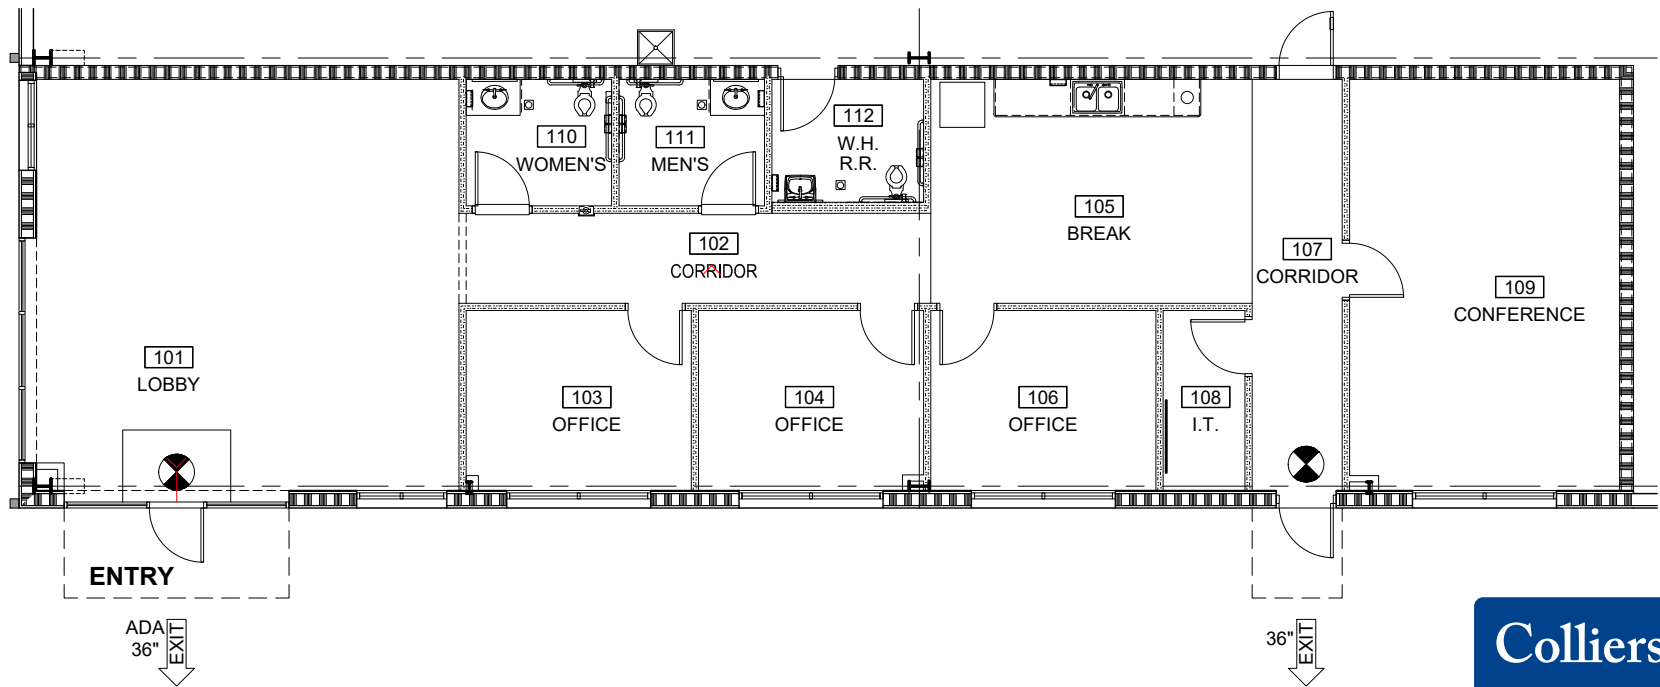 110
WOMEN'S
111
MEN'S
112
W.H.
R.R.
105
BREAK
102
CORRIDOR
107
CORRIDOR
109
CONFERENCE
101
LOBBY
103
OFFICE
104
OFFICE
106
OFFICE
108
I.T.
ENTRY
ADA
36"
EXIT
36"
EXIT
Colliers